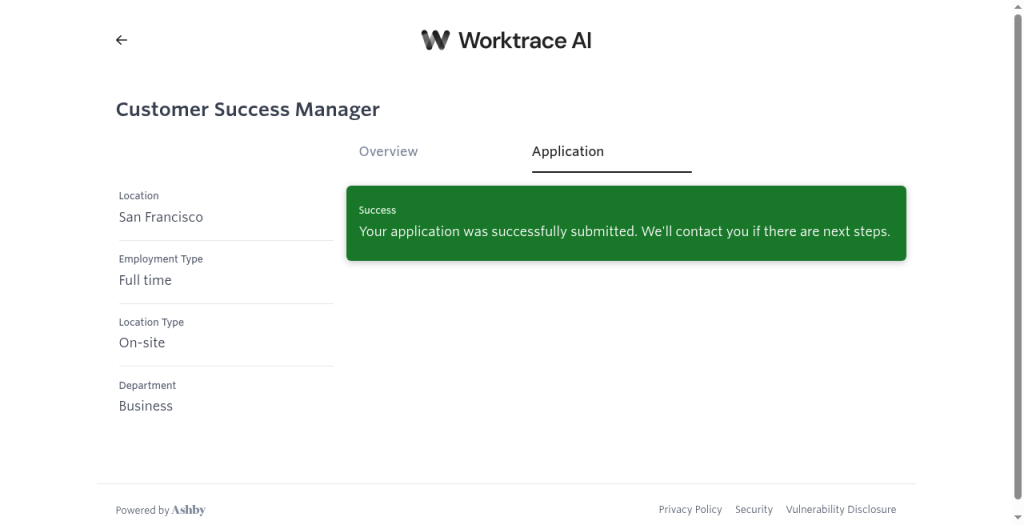 Worktrace AI
Customer Success Manager
Overview
Application
Location
San Francisco
Employment Type
Full time
Location Type
On-site
Department
Business
Success
Your application was successfully submitted. We'll contact you if there are next steps.
Powered by Ashby
Privacy Policy
Security
Vulnerability Disclosure